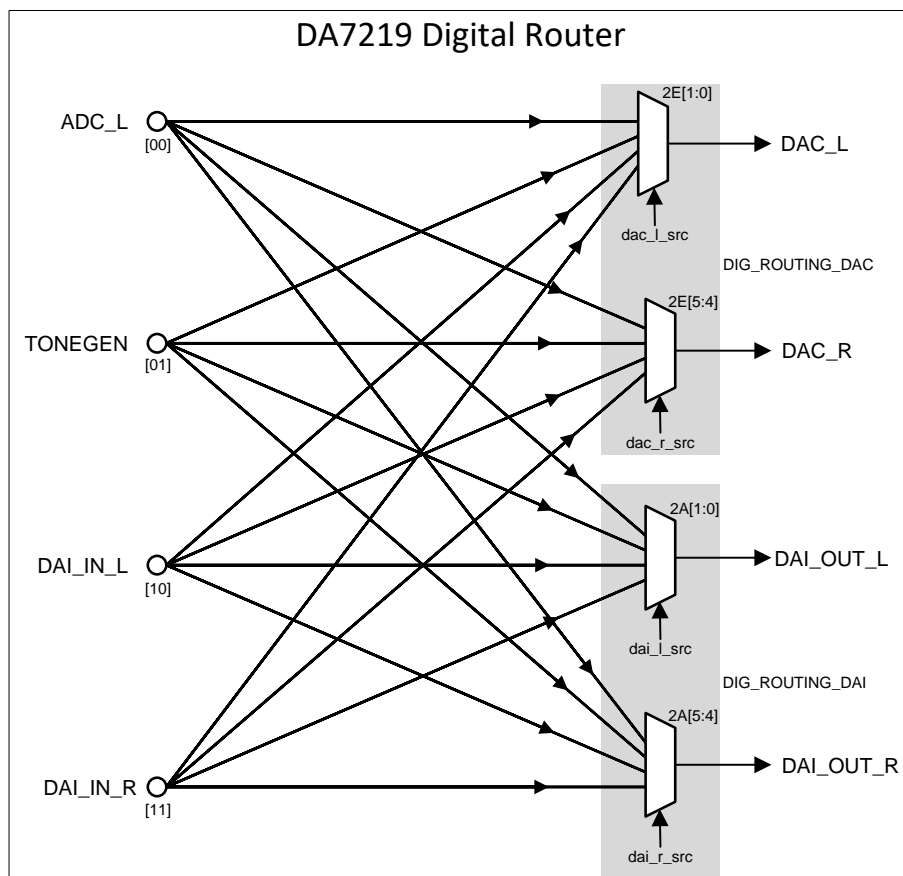 DA7219 Digital Router
2E[1:0]
ADC_L
[00]
DAC_L
dac_l_src
DIG_ROUTING_DAC
2E[5:4]
TONEGEN
[01]
DAC_R
dac_r_src
2A[1:0]
DAI_IN_L
[10]
DAI_OUT_L
dai_l_src
DIG_ROUTING_DAI
2A[5:4]
DAI_IN_R
[11]
DAI_OUT_R
dai_r_src